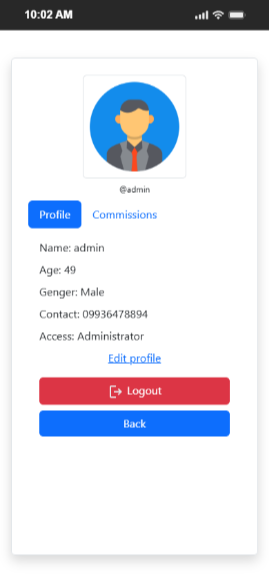 10:02 AM
@admin
Profile Commissions
Name: admin
Age: 49
Genger: Male
Contact: 09936478894
Access: Administrator
Edit profile
Logout
Back